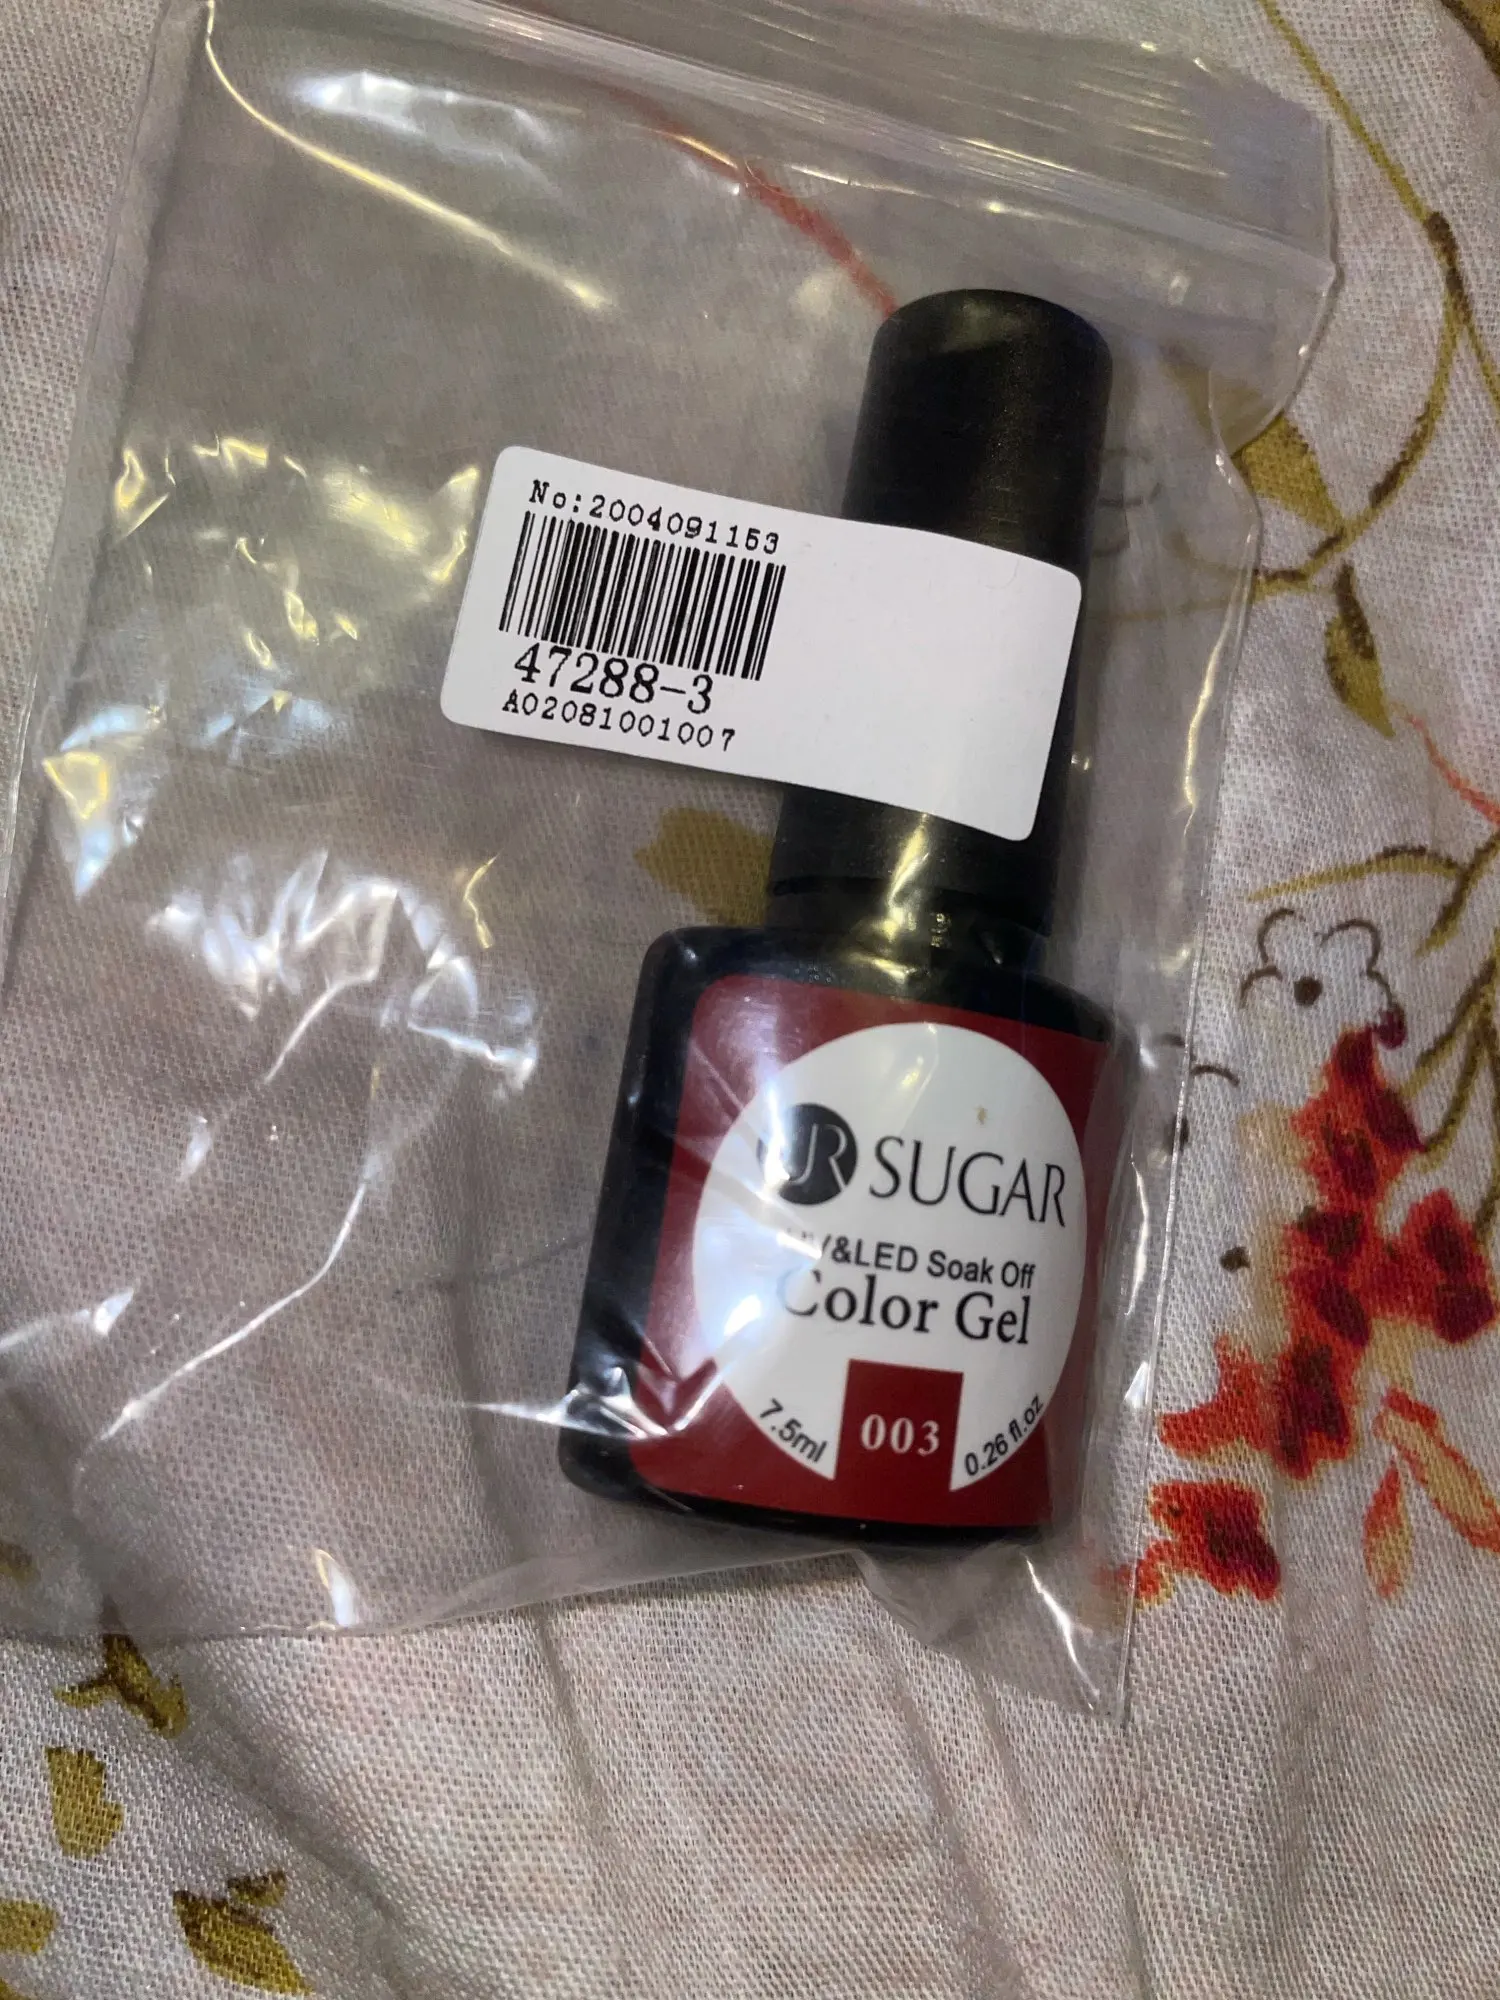 No:2004091153
47288-3
A02081001007
UR SUGAR
UV&LED Soak Off
Color Gel
7.5ml 003 0.26 fl.oz